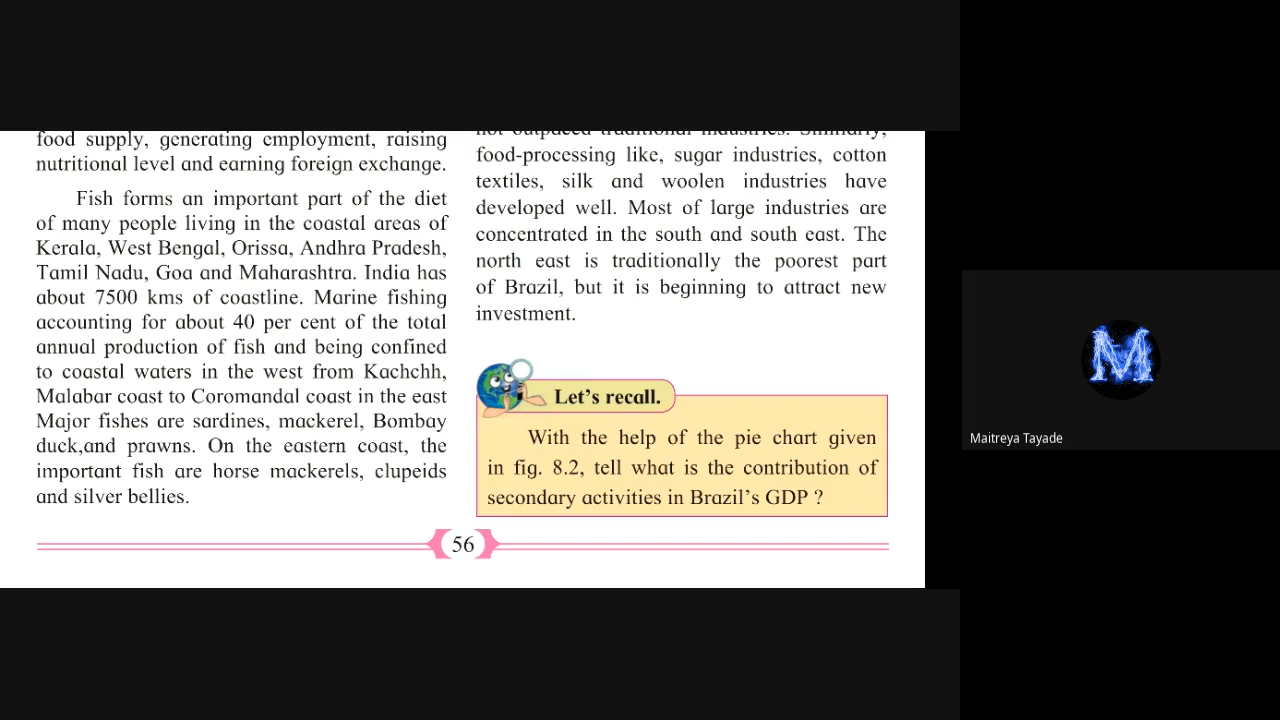 food supply, generating employment, raising
nutritional level and earning foreign exchange.
Fish forms an important part of the diet
of many people living in the coastal areas of
Kerala, West Bengal, Orissa, Andhra Pradesh,
Tamil Nadu, Goa and Maharashtra. India has
about 7500 kms of coastline. Marine fishing
accounting for about 40 per cent of the total
annual production of fish and being confined
to coastal waters in the west from Kachchh,
Malabar coast to Coromandal coast in the east
Major fishes are sardines, mackerel, Bombay
duck,and prawns. On the eastern coast, the
important fish are horse mackerels, clupeids
and silver bellies.
not outpaced traditional industries. Similarly,
food-processing like, sugar industries, cotton
textiles, silk and woolen industries have
developed well. Most of large industries are
concentrated in the south and south east. The
north east is traditionally the poorest part
of Brazil, but it is beginning to attract new
investment.
Let's recall.
With the help of the pie chart given
in fig. 8.2, tell what is the contribution of
secondary activities in Brazil's GDP ?
56
M
Maitreya Tayade